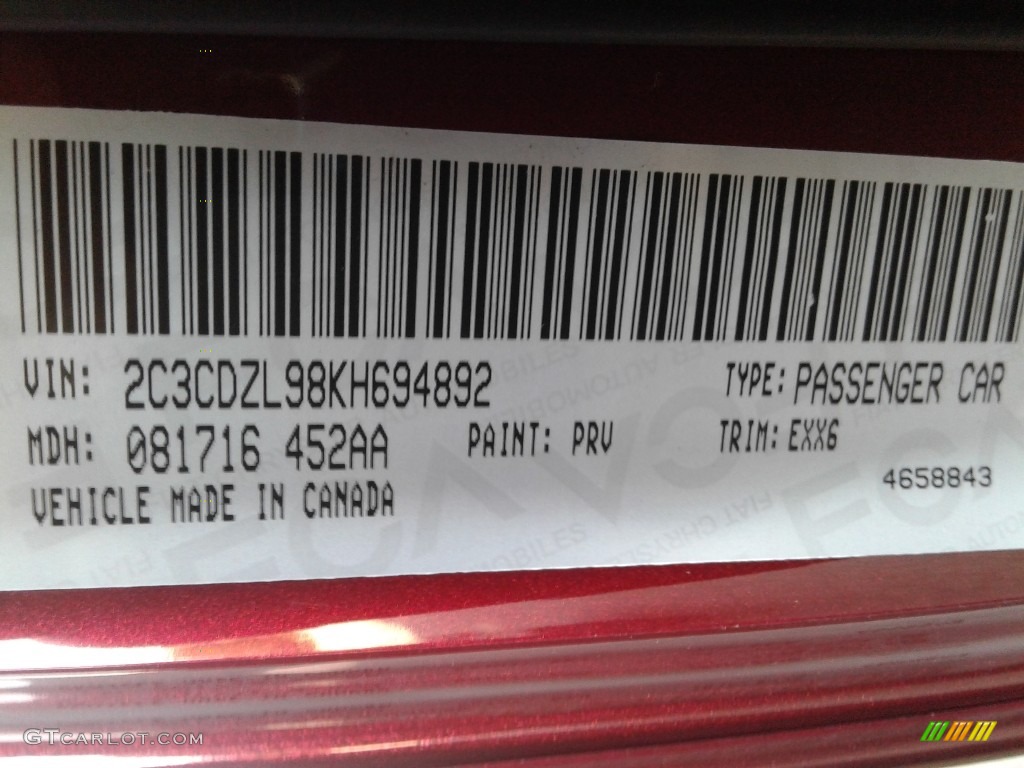 VIN: 2C3CDZL98KH694892 TYPE: PASSENGER CAR
MDH: 081716 452AA PAINT: PRV TRIM: EXX6
4658843
VEHICLE MADE IN CANADA
GTCARLOT.COM